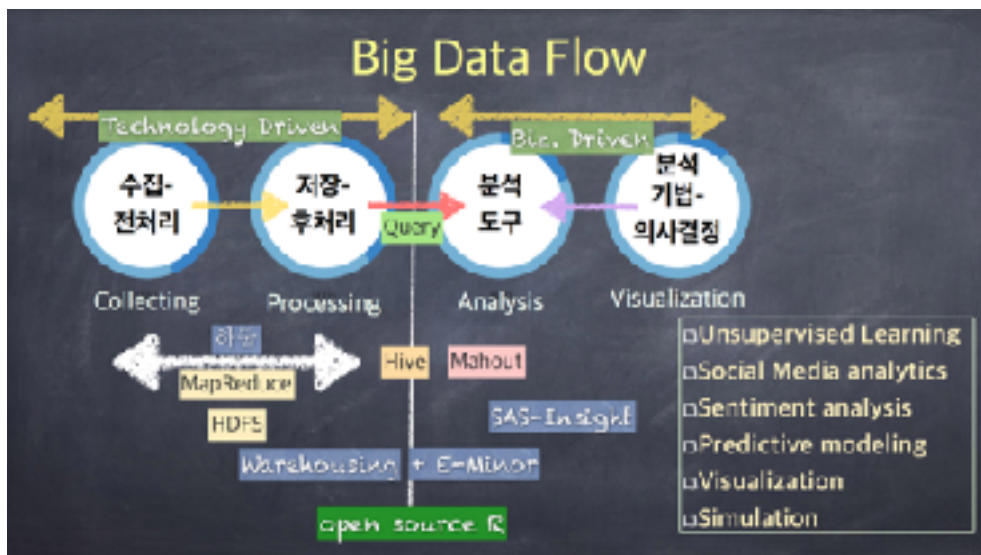 Big Data Flow
Technology Driven
Biz. Driven
수집-
전처리
저장-
후처리
Query
분석
도구
분석
기법-
의사결정
Collecting
Processing
Analysis
Visualization
하둡
MapReduce
HDFS
Hive
Mahout
SAS-Insight
Warehousing + E-Minor
open source R
Unsupervised Learning
Social Media analytics
Sentiment analysis
Predictive modeling
Visualization
Simulation